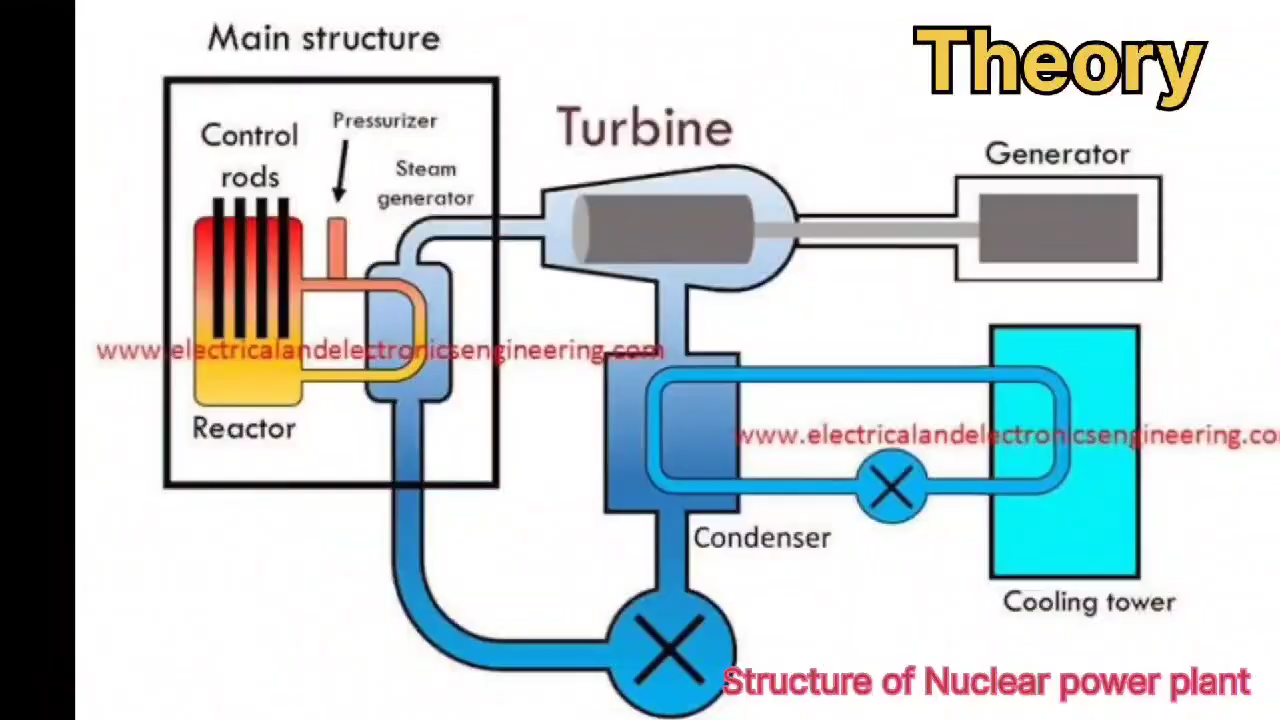 Main structure
Theory
Control
rods
Pressurizer
Steam
generator
Turbine
Generator
www.electricalandelectronicsengineering.com
Reactor
www.electricalandelectronicsengineering.co
Condenser
Cooling tower
Structure of Nuclear power plant